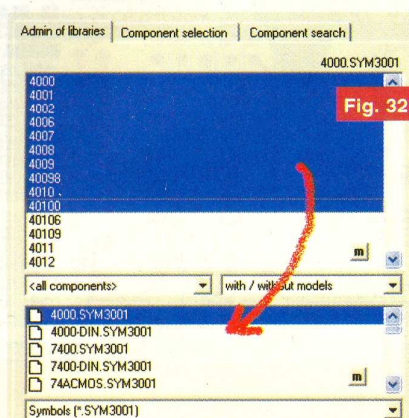 Admin of libraries | Component selection | Component search |
4000.SYM3001
4000
Fig. 32
4001
4002
4006
4007
4008
4009
40098
4010
40100
40106
40109
4011
m
4012
<all components>
with / without models
4000.SYM3001
4000-DIN.SYM3001
7400.SYM3001
7400-DIN.SYM3001
74ACMOS.SYM3001
m
Symbols (*.SYM3001)